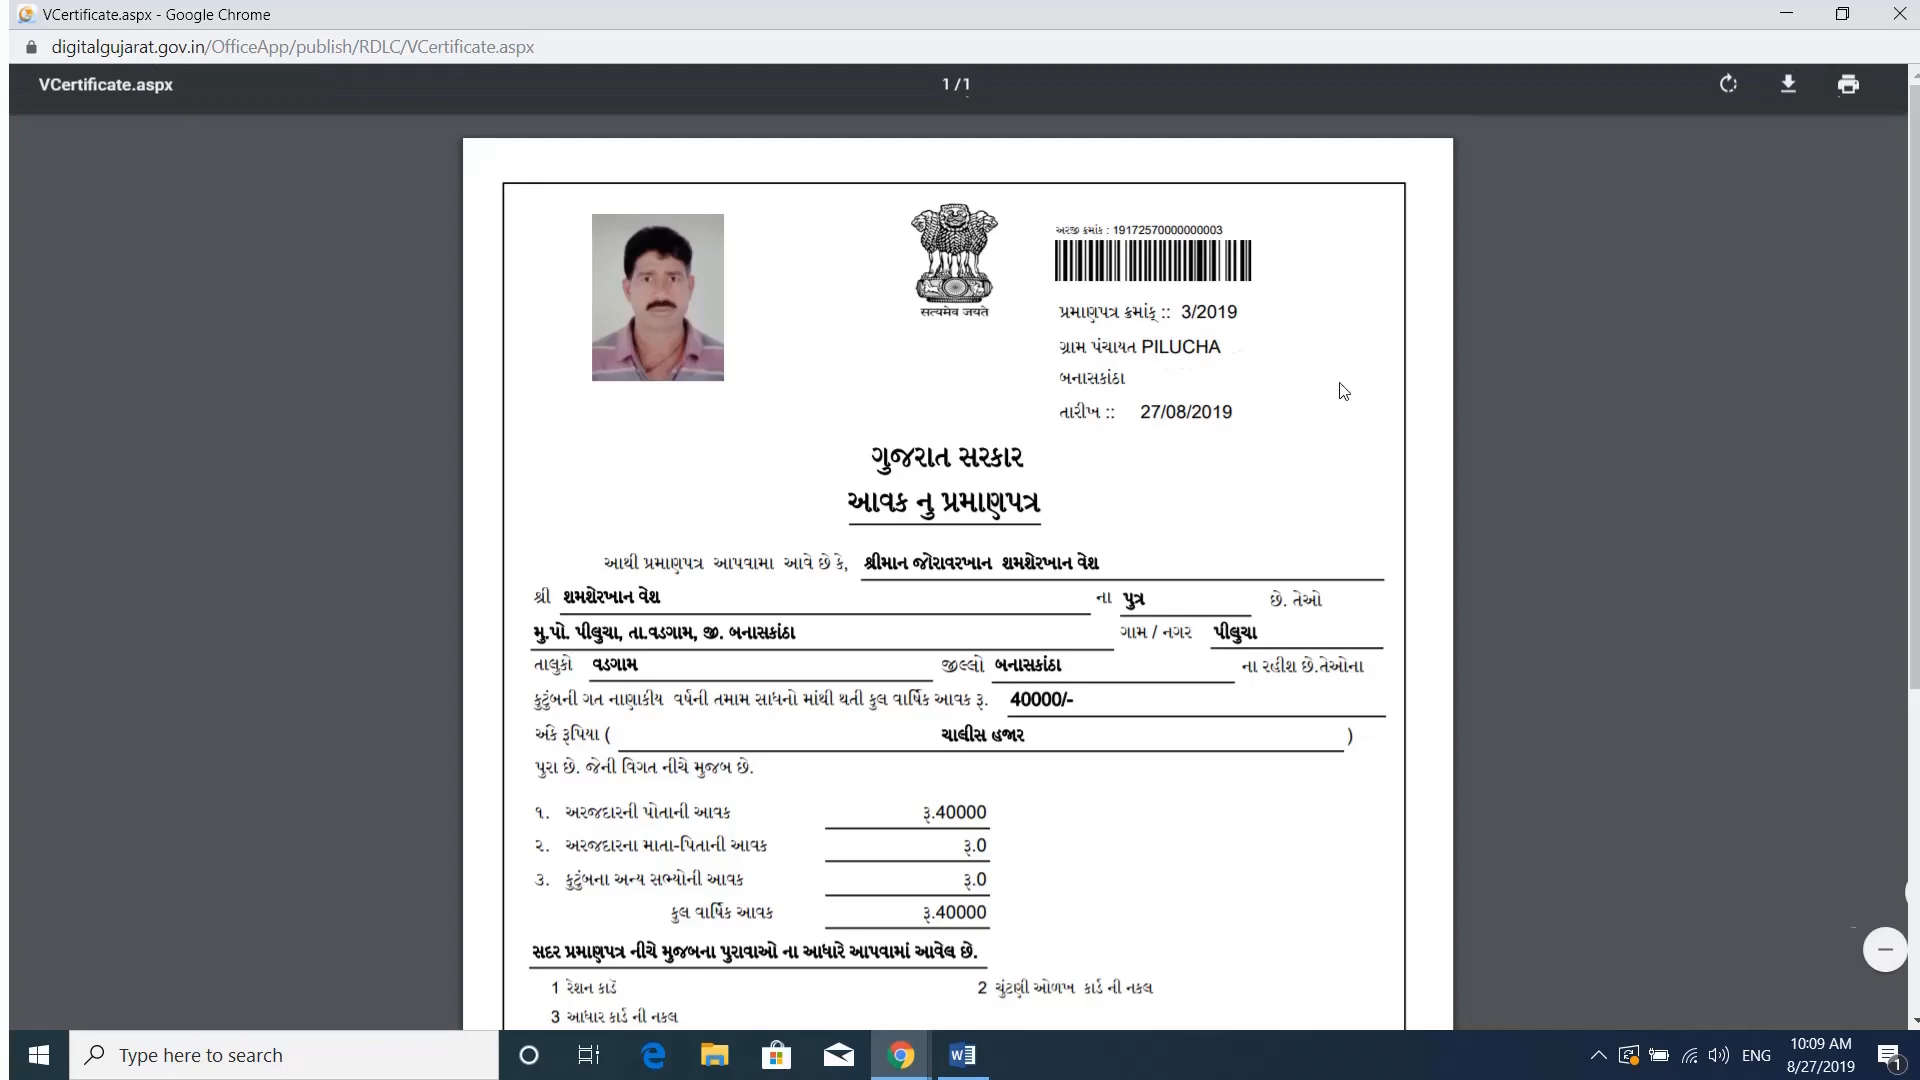 VCertificate.aspx - Google Chrome
digitalgujarat.gov.in/OfficeApp/publish/RDLC/VCertificate.aspx
VCertificate.aspx 1 / 1
અરજી ક્રમાંક : 19172570000000003
सत्यमेव जयते
પ્રમાણપત્ર ક્રમાંક્ :: 3/2019
ગ્રામ પંચાયત PILUCHA
બનાસકાંઠા
તારીખ :: 27/08/2019
ગુજરાત સરકાર
આવક નુ પ્રમાણપત્ર
આથી પ્રમાણપત્ર આપવામા આવે છે કે, શ્રીમાન જોરાવરખાન શમશેરખાન વેશ
શ્રી શમશેરખાન વેશ ના પુત્ર છે. તેઓ
મુ.પો. પીલુચા, તા.વડગામ, જી. બનાસકાંઠા ગામ / નગર પીલુચા
તાલુકો વડગામ જીલ્લો બનાસકાંઠા ના રહીશ છે.તેઓના
કુટુંબની ગત નાણાકીય વર્ષની તમામ સાધનો માંથી થતી કુલ વાર્ષિક આવક રૂ. 40000/-
અંકે રૂપિયા ( ચાલીસ હજાર )
પુરા છે. જેની વિગત નીચે મુજબ છે.
૧. અરજદારની પોતાની આવક રૂ.40000
૨. અરજદારના માતા-પિતાની આવક રૂ.0
૩. કુટુંબના અન્ય સભ્યોની આવક રૂ.0
કુલ વાર્ષિક આવક રૂ.40000
સદર પ્રમાણપત્ર નીચે મુજબના પુરાવાઓ ના આધારે આપવામાં આવેલ છે.
1 રેશન કાર્ડ 2 ચુંટણી ઓળખ કાર્ડ ની નકલ
3 આધાર કાર્ડ ની નકલ
Type here to search
ENG
10:09 AM
8/27/2019
1